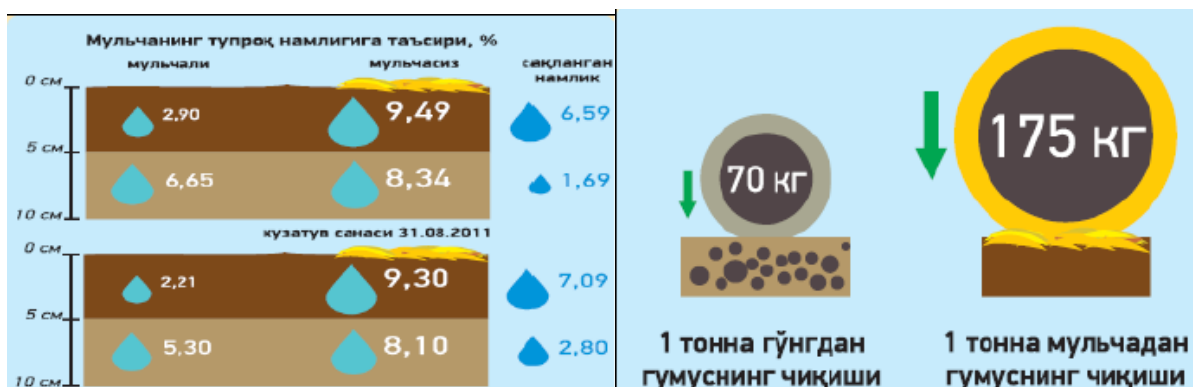 Мульчанинг тупроқ намлигига таъсири, %
мульчали мульчасиз сақланган
намлик
0 см
2,90 9,49 6,59
5 см
6,65 8,34 1,69
10 см
кузатув санаси 31.08.2011
0 см
2,21 9,30 7,09
5 см
5,30 8,10 2,80
10 см
70 кг
1 тонна гўнгдан
гумуснинг чиқиши
175 кг
1 тонна мульчадан
гумуснинг чиқиши